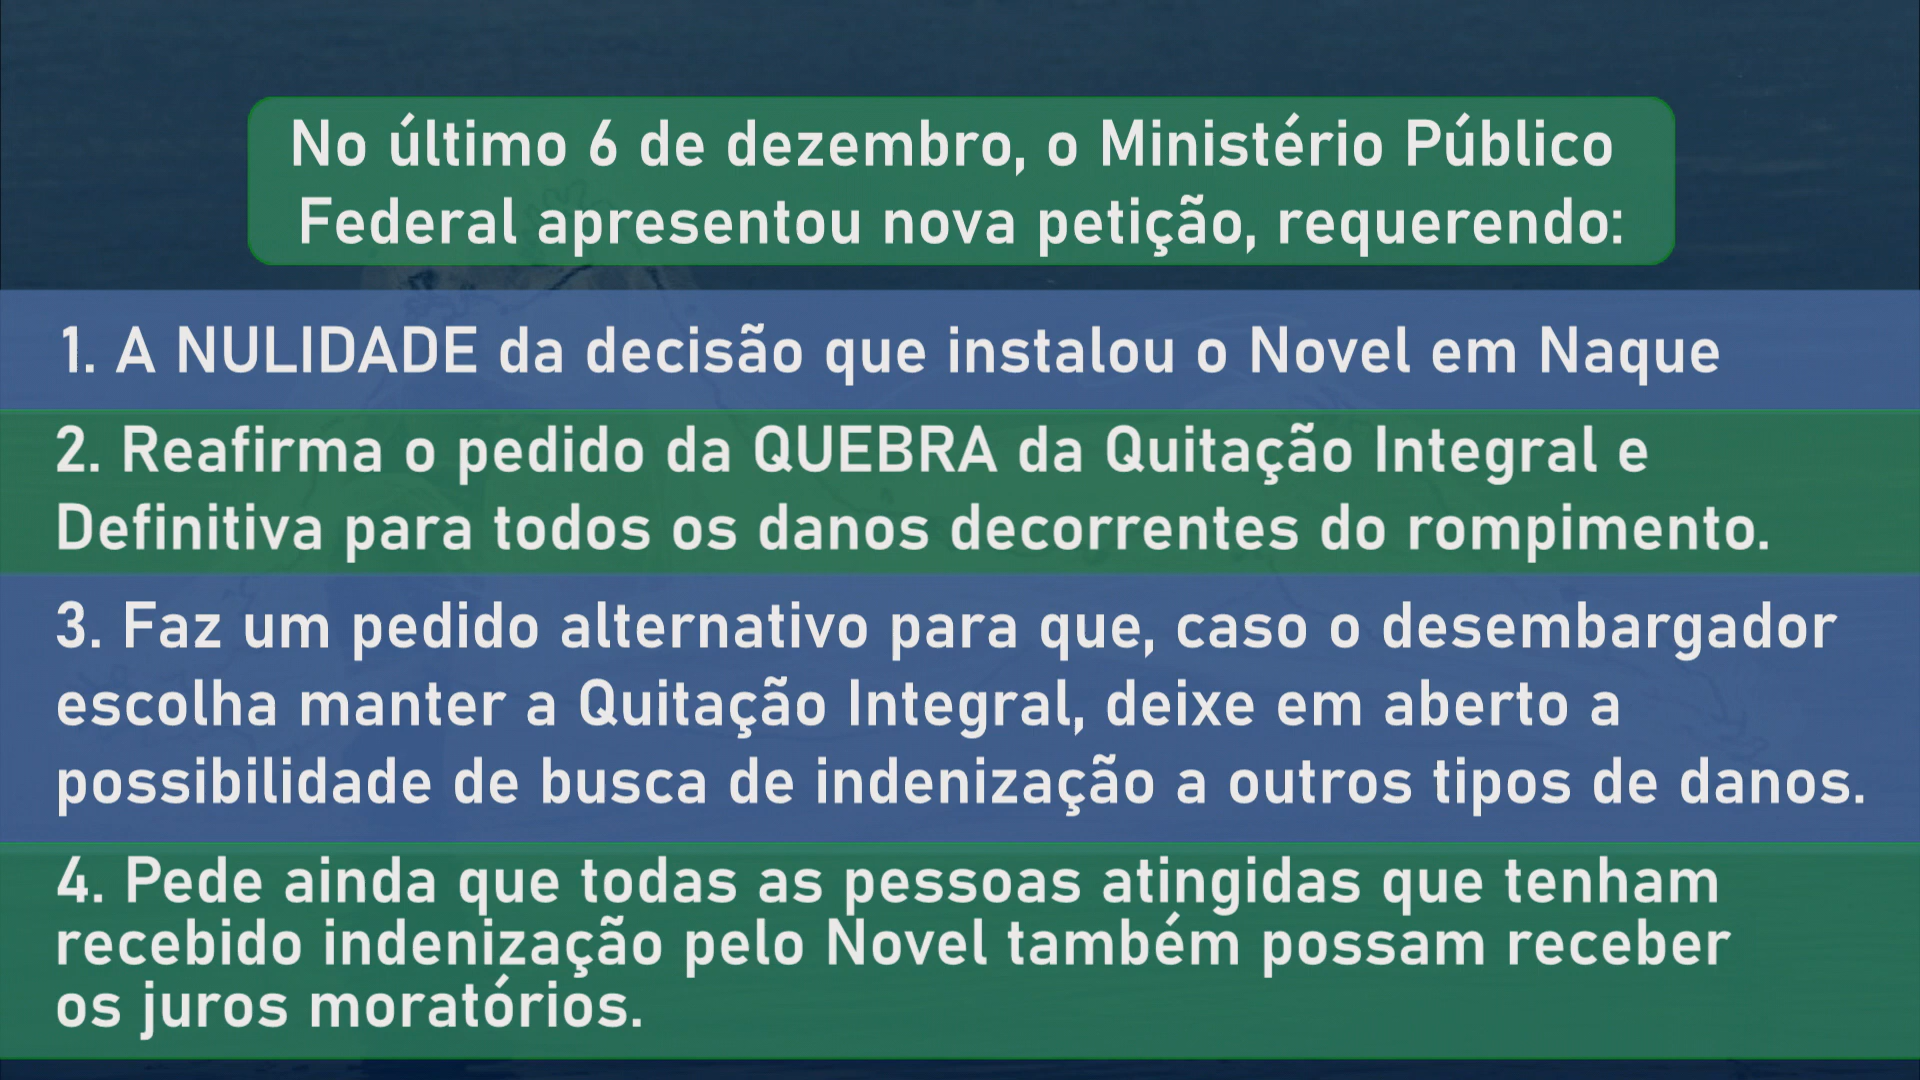 No último 6 de dezembro, o Ministério Público
Federal apresentou nova petição, requerendo:
1. A NULIDADE da decisão que instalou o Novel em Naque
2. Reafirma o pedido da QUEBRA da Quitação Integral e
Definitiva para todos os danos decorrentes do rompimento.
3. Faz um pedido alternativo para que, caso o desembargador
escolha manter a Quitação Integral, deixe em aberto a
possibilidade de busca de indenização a outros tipos de danos.
4. Pede ainda que todas as pessoas atingidas que tenham
recebido indenização pelo Novel também possam receber
os juros moratórios.